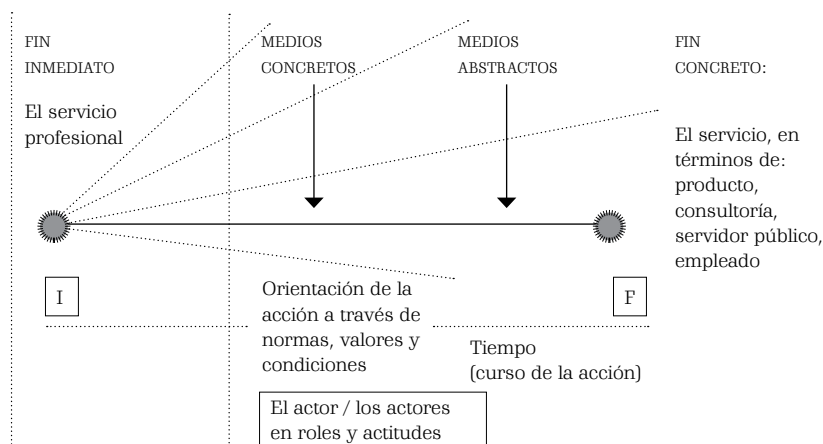 FIN
INMEDIATO
El servicio
profesional
MEDIOS
CONCRETOS
MEDIOS
ABSTRACTOS
FIN
CONCRETO:
El servicio, en
términos de:
producto,
consultoría,
servidor público,
empleado
I
F
Orientación de la
acción a través de
normas, valores y
condiciones
Tiempo
(curso de la acción)
El actor / los actores
en roles y actitudes